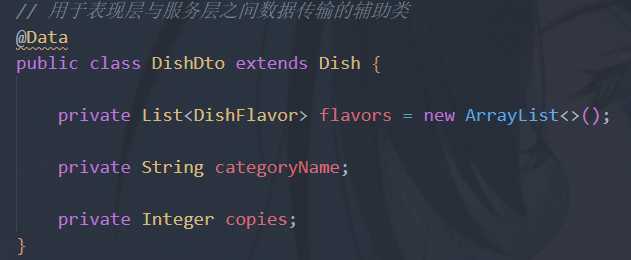 // 用于表现层与服务层之间数据传输的辅助类
@Data
public class DishDto extends Dish {
private List<DishFlavor> flavors = new ArrayList<>();
private String categoryName;
private Integer copies;
}